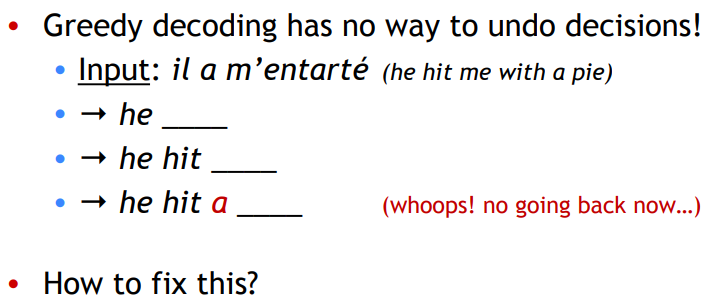 • Greedy decoding has no way to undo decisions!
• Input: il a m’entarté (he hit me with a pie)
• → he ____
• → he hit ____
• → he hit a ____ (whoops! no going back now…)
• How to fix this?